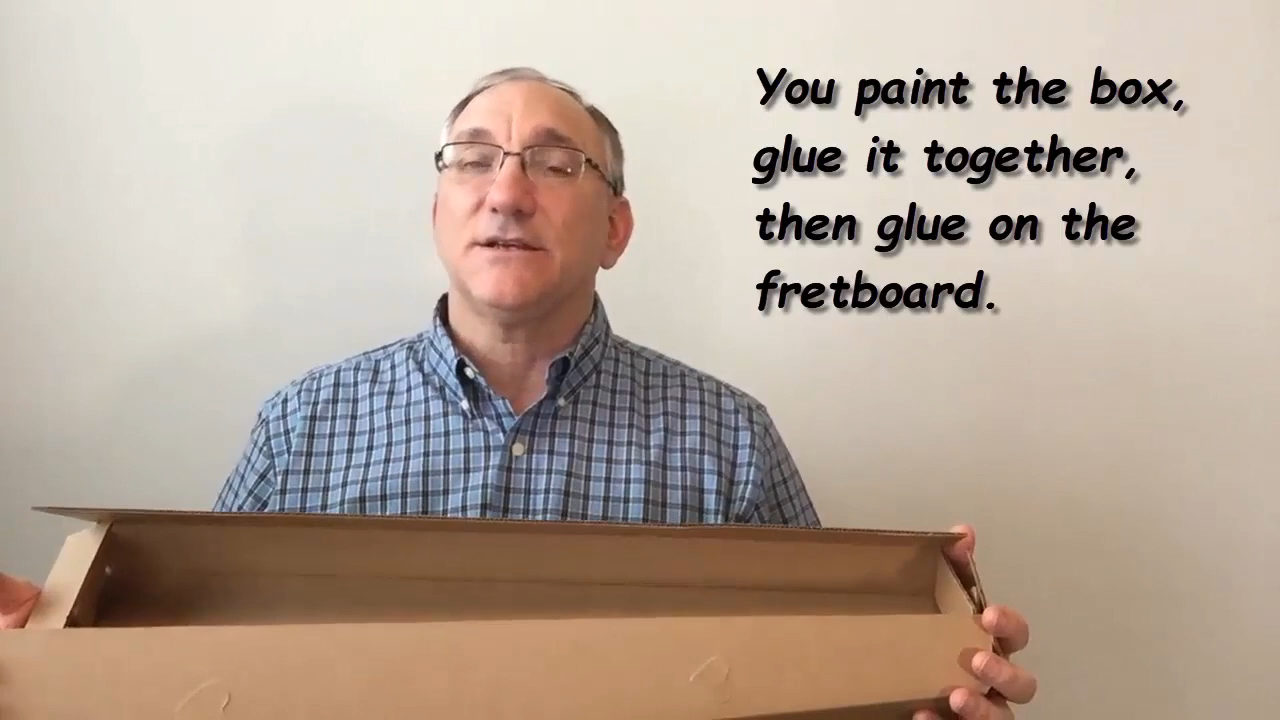 You paint the box,
glue it together,
then glue on the
fretboard.